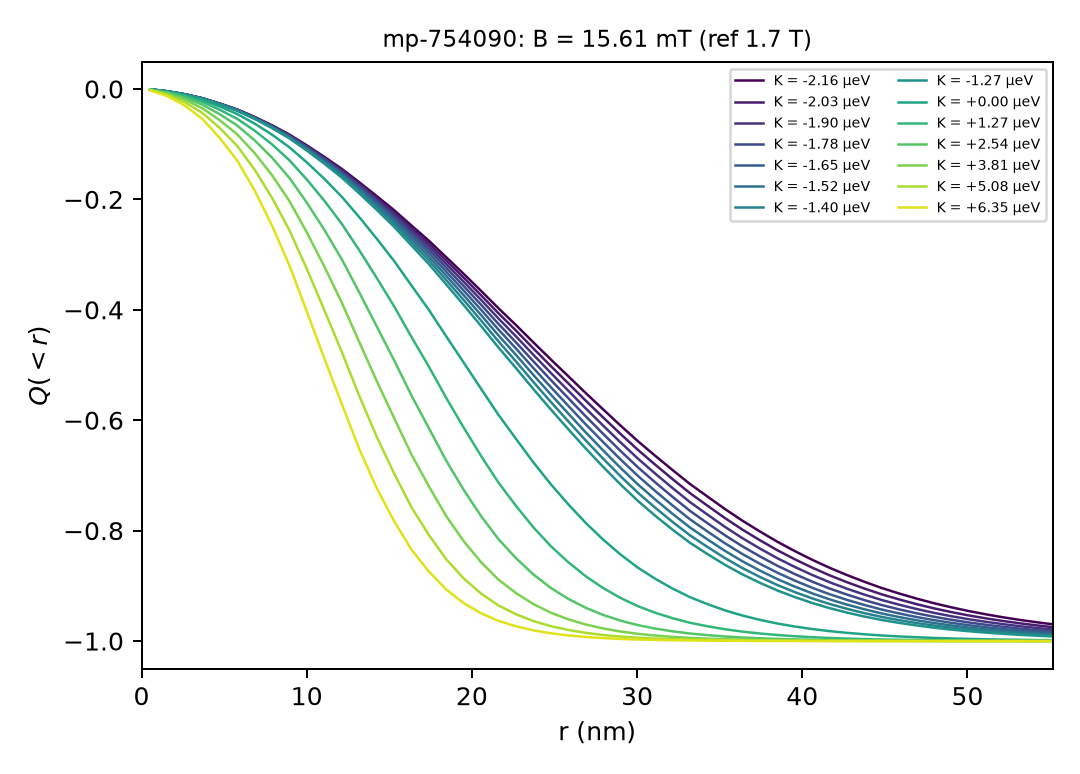 mp-754090: B = 15.61 mT (ref 1.7 T)
K = -2.16 μeV
K = -2.03 μeV
K = -1.90 μeV
K = -1.78 μeV
K = -1.65 μeV
K = -1.52 μeV
K = -1.40 μeV
K = -1.27 μeV
K = +0.00 μeV
K = +1.27 μeV
K = +2.54 μeV
K = +3.81 μeV
K = +5.08 μeV
K = +6.35 μeV
Q( < r)
0.0
−0.2
−0.4
−0.6
−0.8
−1.0
0 10 20 30 40 50
r (nm)